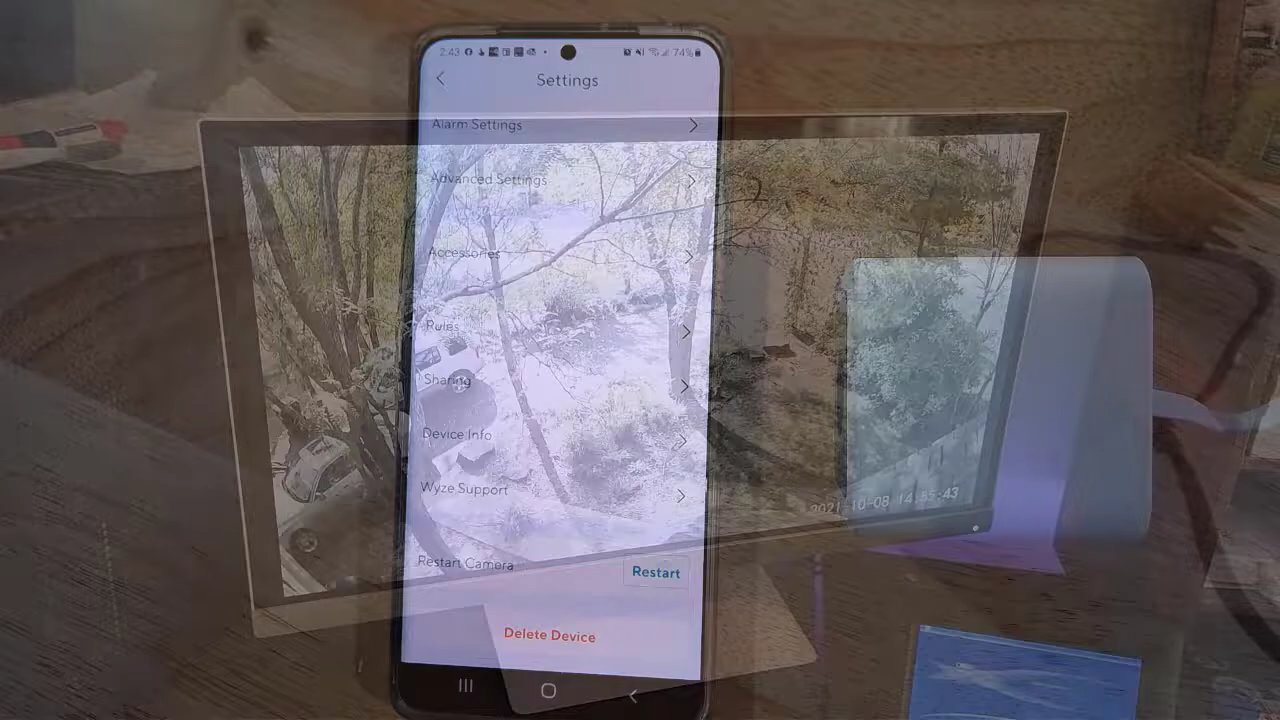 2:43
74%
Settings
Alarm Settings
Advanced Settings
Accessories
Rules
Sharing
Device Info
Wyze Support
2021-10-08 14:55:43
Restart Camera
Restart
Delete Device